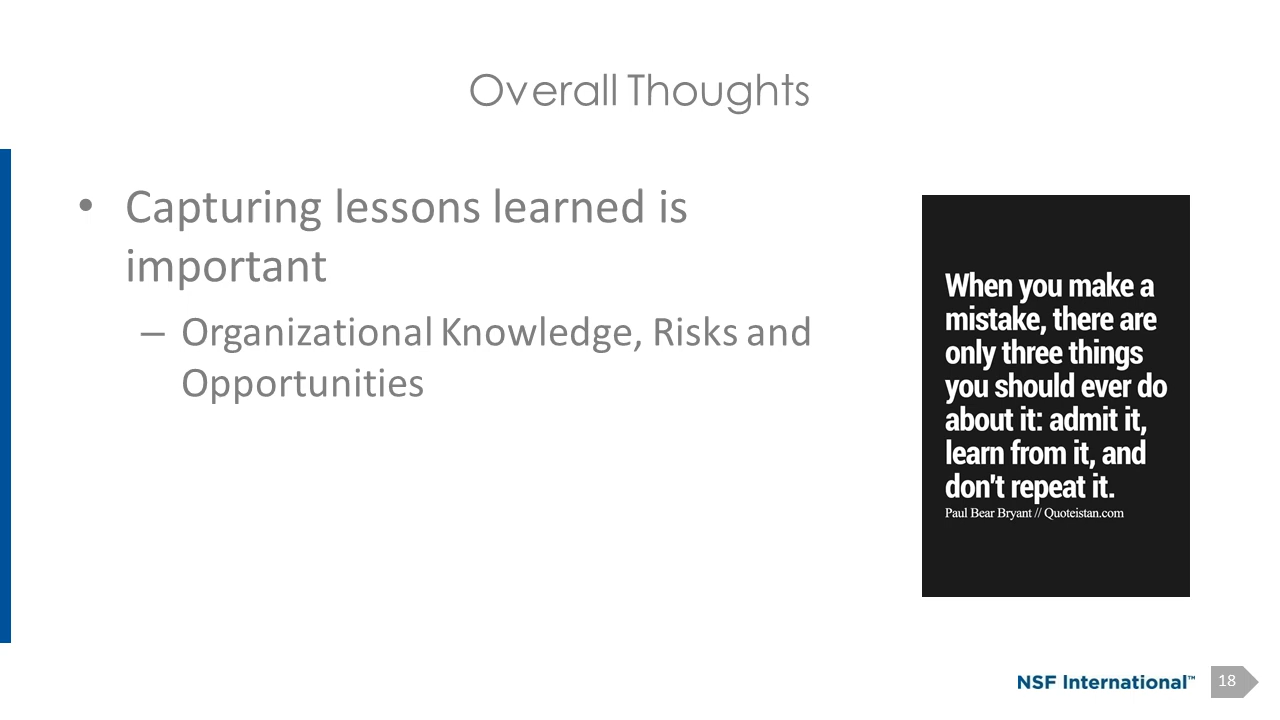 Overall Thoughts
• Capturing lessons learned is
important
– Organizational Knowledge, Risks and
Opportunities
When you make a
mistake, there are
only three things
you should ever do
about it: admit it,
learn from it, and
don't repeat it.
Paul Bear Bryant // Quoteistan.com
NSF International™
18